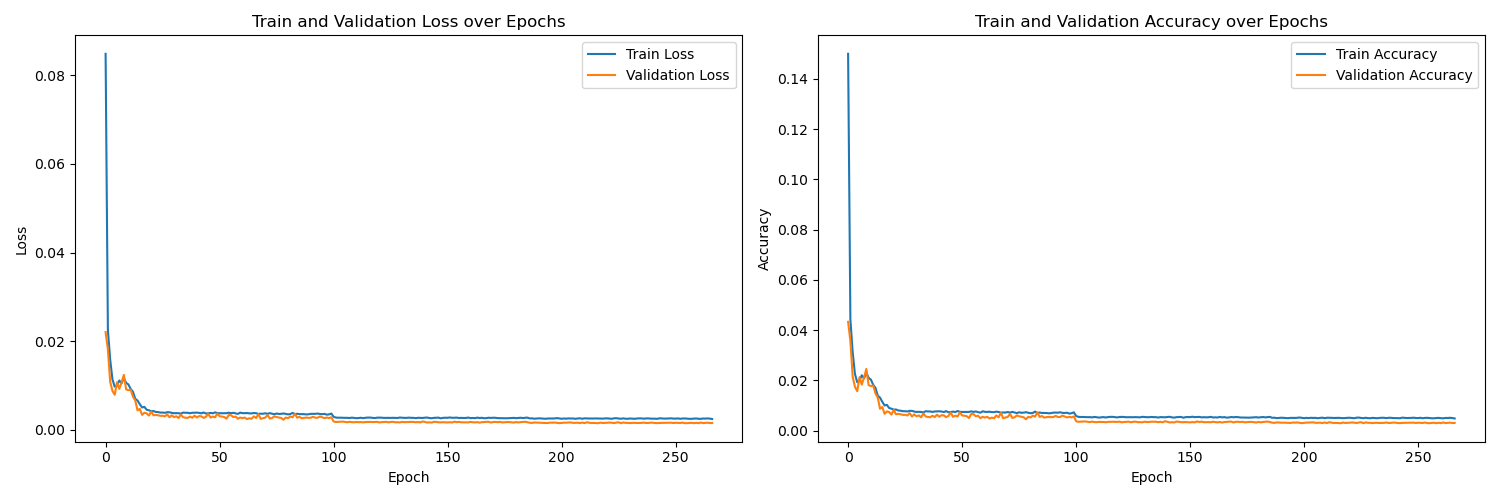 Train and Validation Loss over Epochs
Train Loss
Validation Loss
0.08
0.06
0.04
0.02
0.00
Loss
0 50 100 150 200 250
Epoch
Train and Validation Accuracy over Epochs
Train Accuracy
Validation Accuracy
0.14
0.12
0.10
0.08
0.06
0.04
0.02
0.00
Accuracy
0 50 100 150 200 250
Epoch